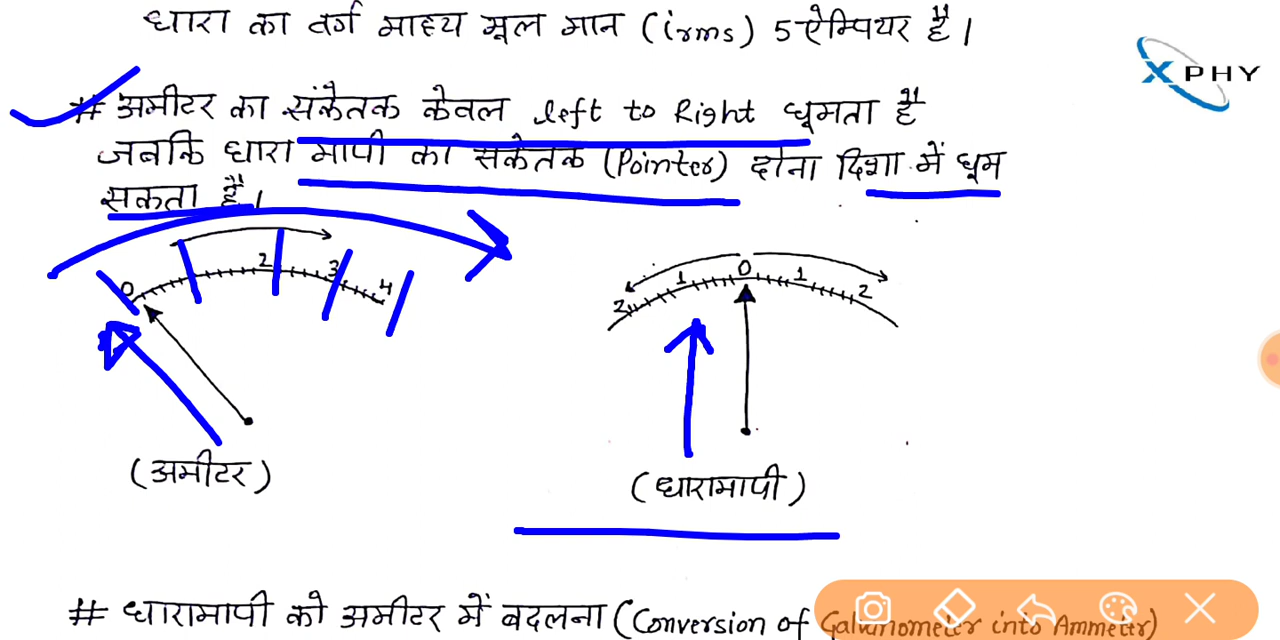 धारा का वर्ग माध्य मूल मान (irms) 5 ऐम्पियर है।
XPHY
# अमीटर का संकेतक केवल left to Right घूमता है
जबकि धारा मापी का संकेतक (Pointer) दोनो दिशा में घूम
सकता है।
0 2 3 4
2 1 0 1 2
(अमीटर)
(धारामापी)
# धारामापी को अमीटर में बदलना (Conversion of Galvanometer into Ammeter)